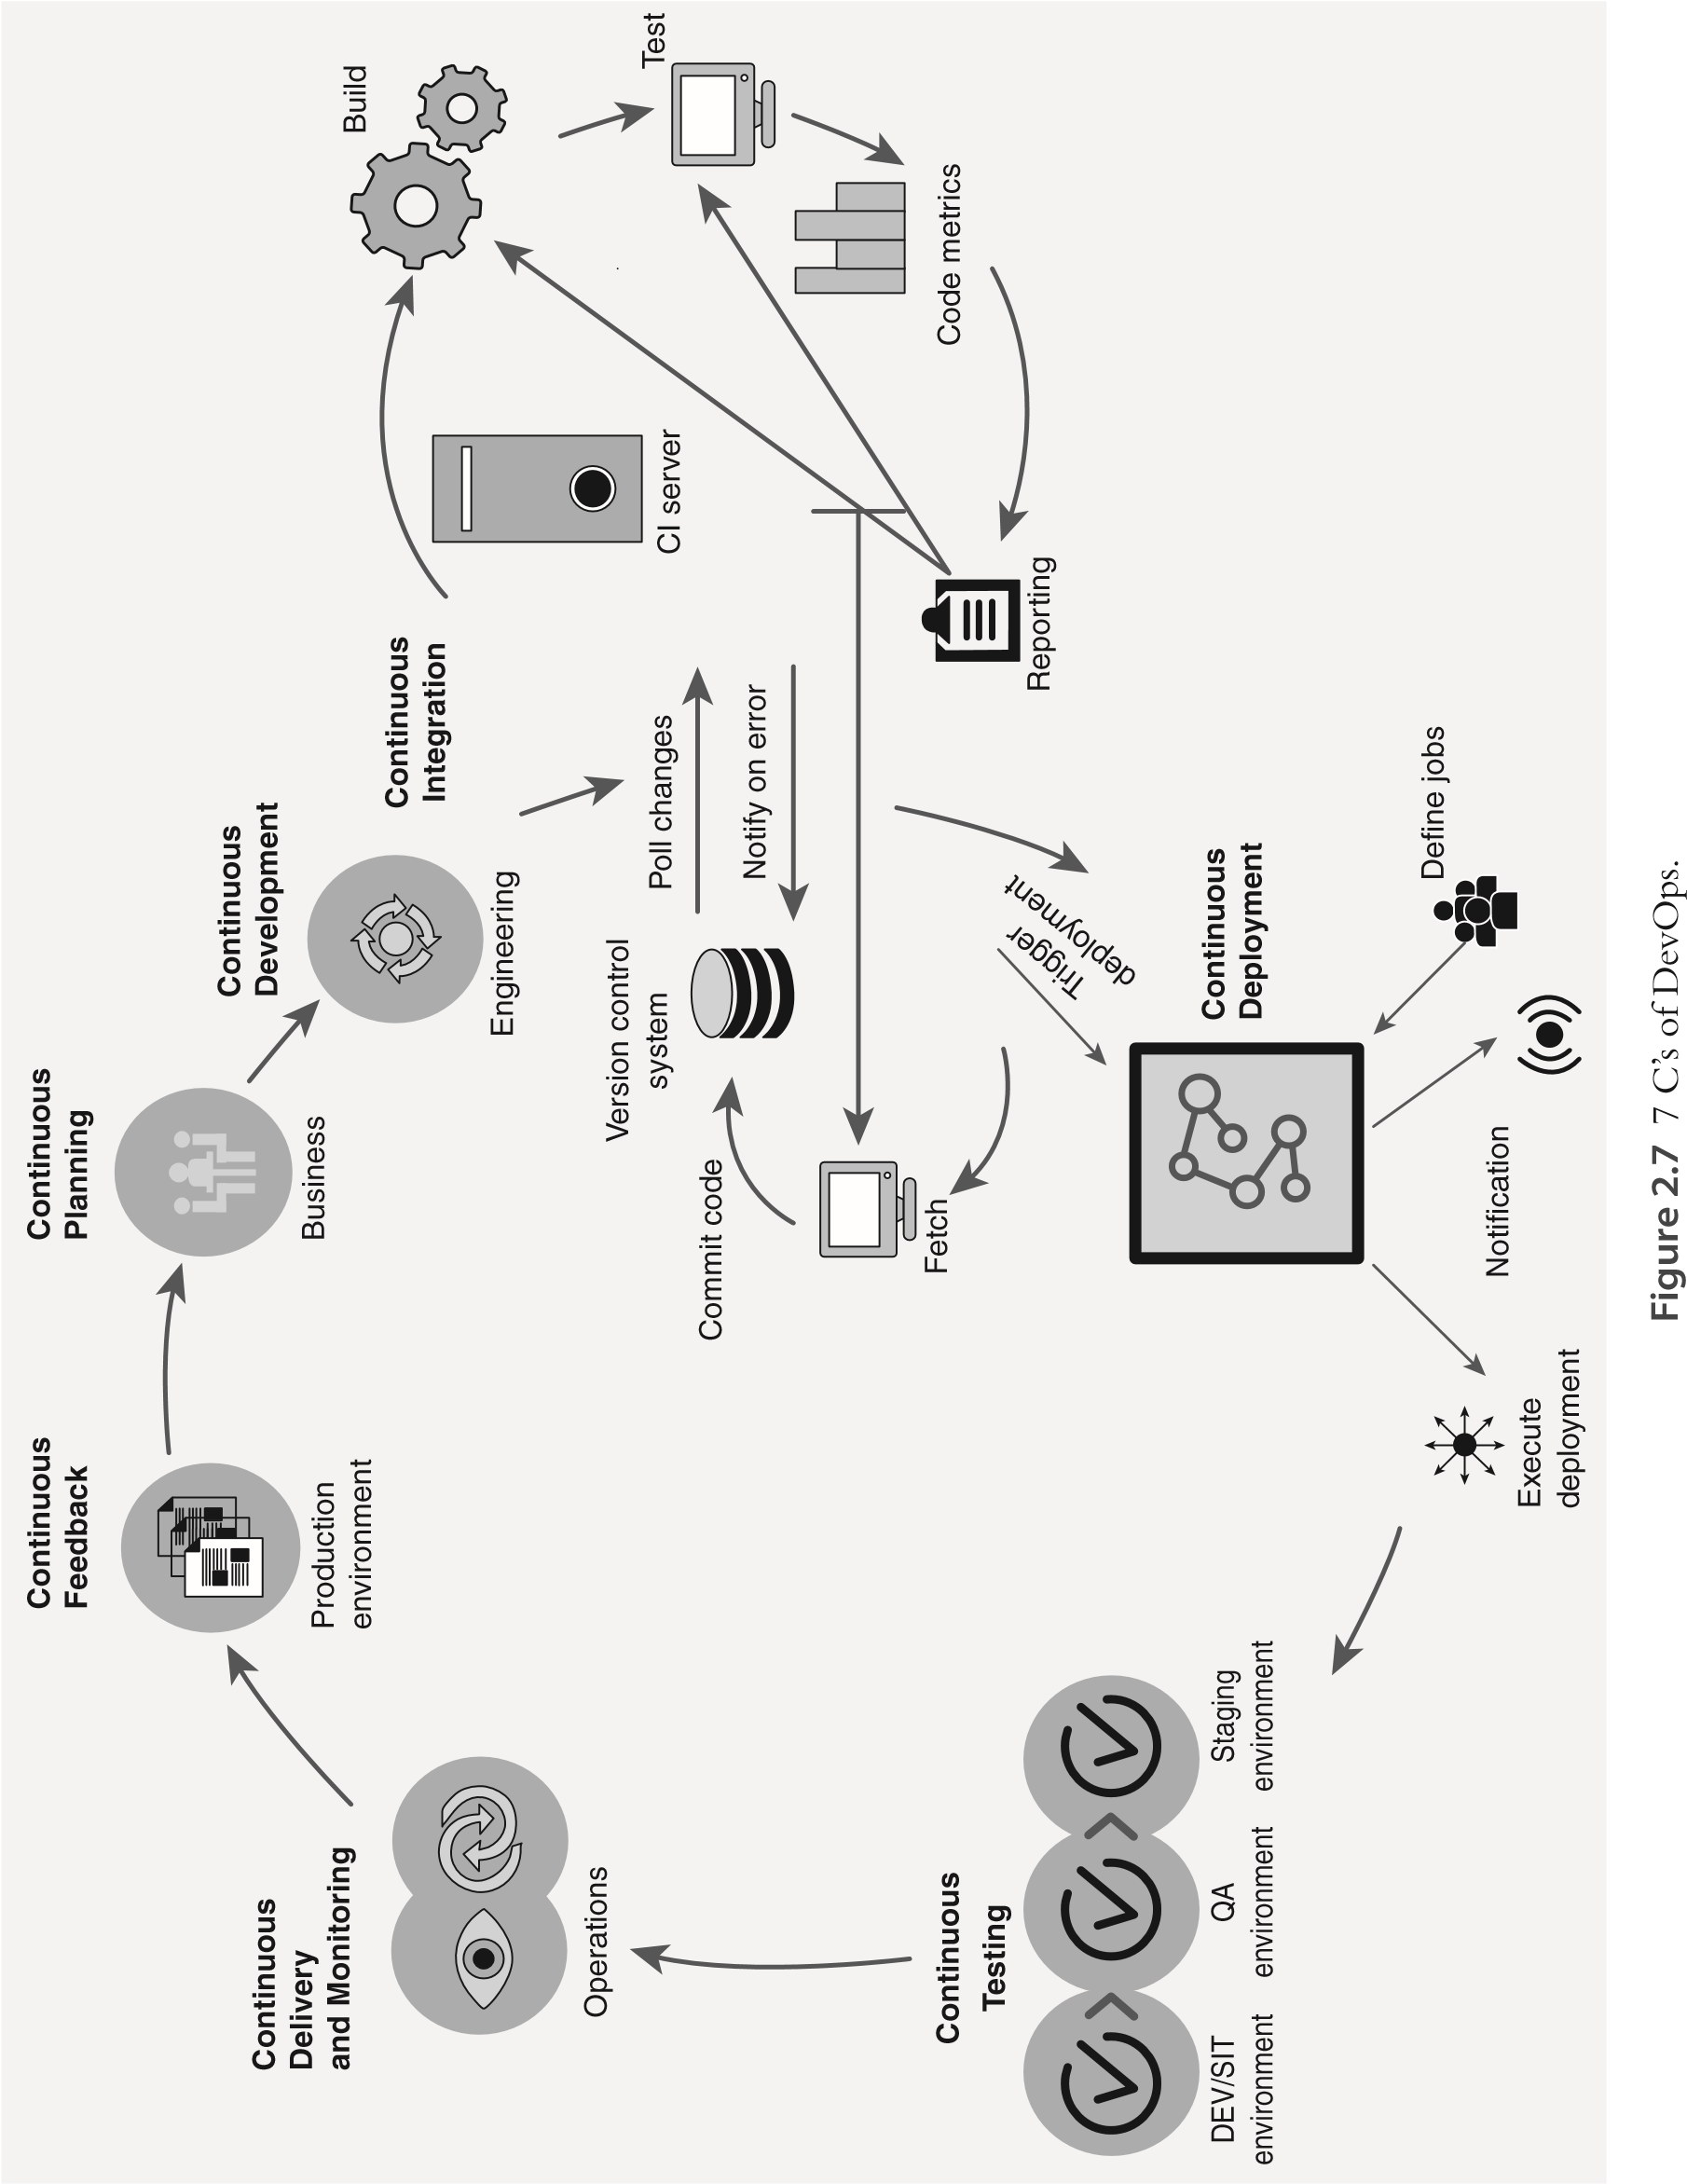 Continuous
Delivery
and Monitoring
Operations
Continuous
Feedback
Production
environment
Continuous
Planning
Business
Continuous
Development
Engineering
Continuous
Integration
CI server
Build
Test
Code metrics
Reporting
Poll changes
Notify on error
Version control
system
Commit code
Fetch
Trigger
deployment
Continuous
Deployment
Define jobs
Notification
Execute
deployment
Continuous
Testing
DEV/SIT
environment
QA
environment
Staging
environment
Figure 2.7 7 C's of DevOps.